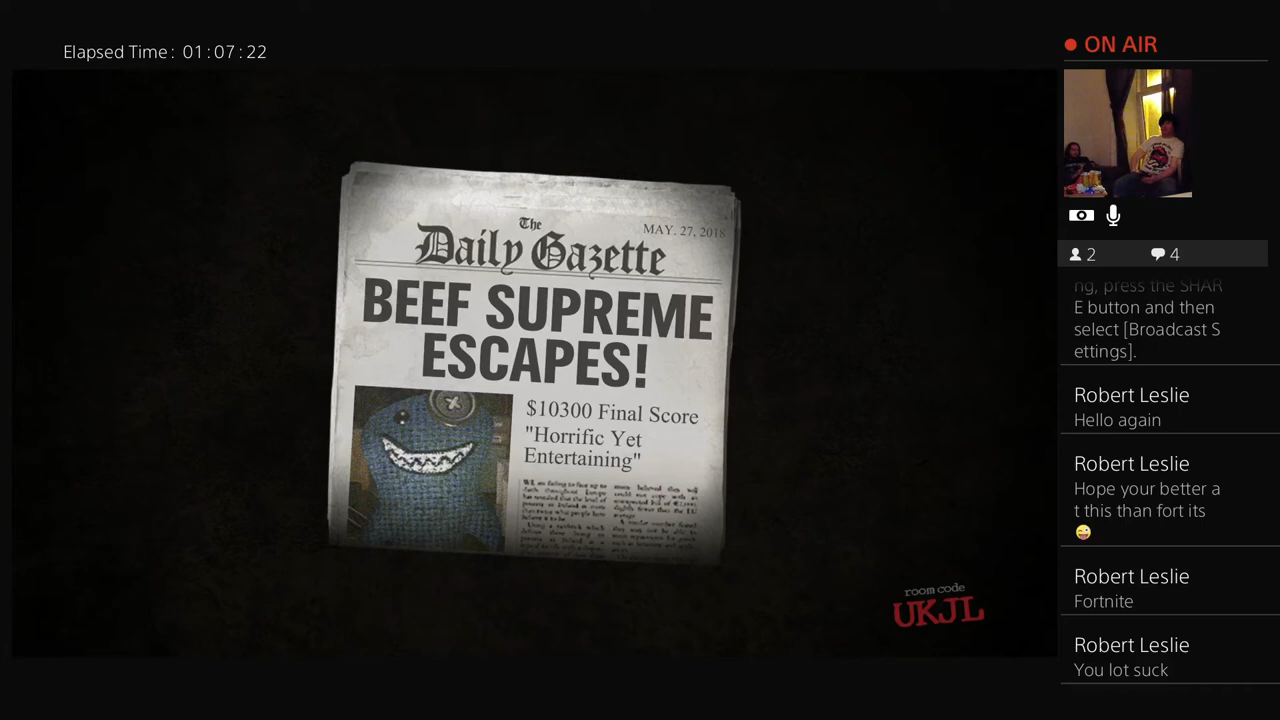 Elapsed Time: 01:07:22
ON AIR
The
MAY. 27, 2018
Daily Gazette
BEEF SUPREME
ESCAPES!
$10300 Final Score
"Horrific Yet
Entertaining"
room code
UKJL
2
4
ng, press the SHAR
E button and then
select [Broadcast S
ettings].
Robert Leslie
Hello again
Robert Leslie
Hope your better a
t this than fort its
😜
Robert Leslie
Fortnite
Robert Leslie
You lot suck